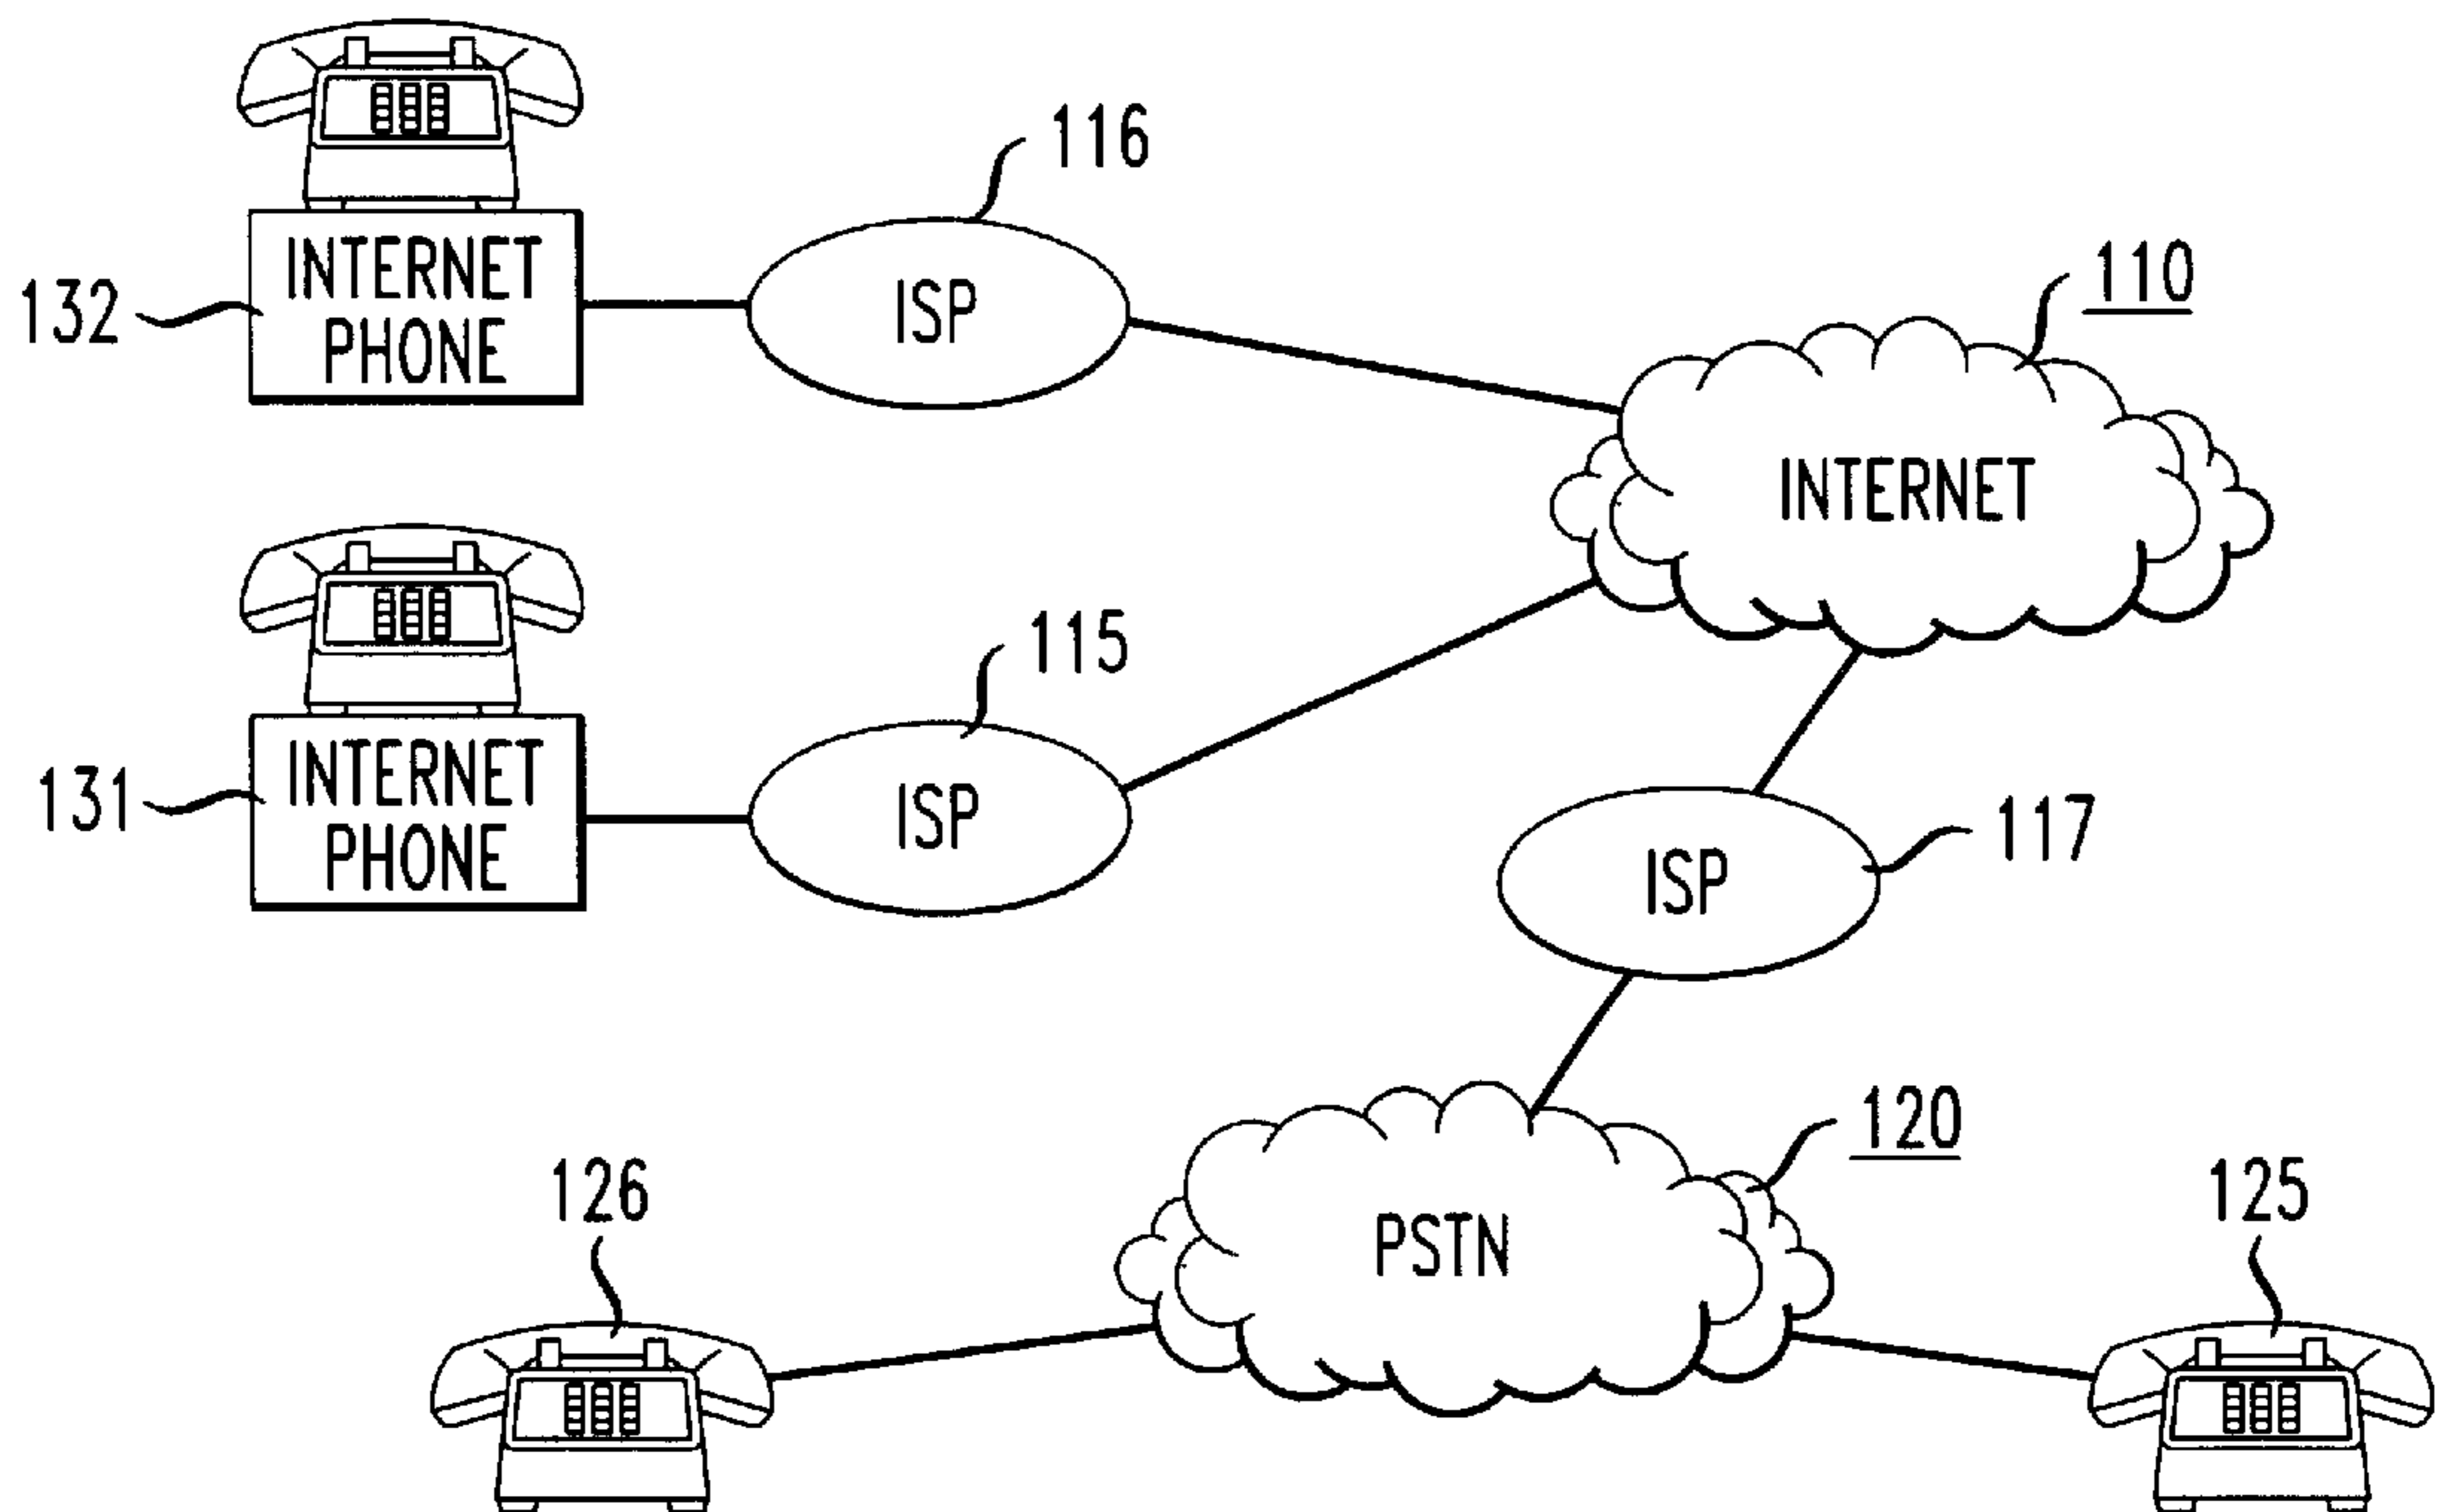 116
INTERNET
PHONE
132
ISP
110
INTERNET
115
INTERNET
PHONE
131
ISP
ISP
117
120
126
PSTN
125